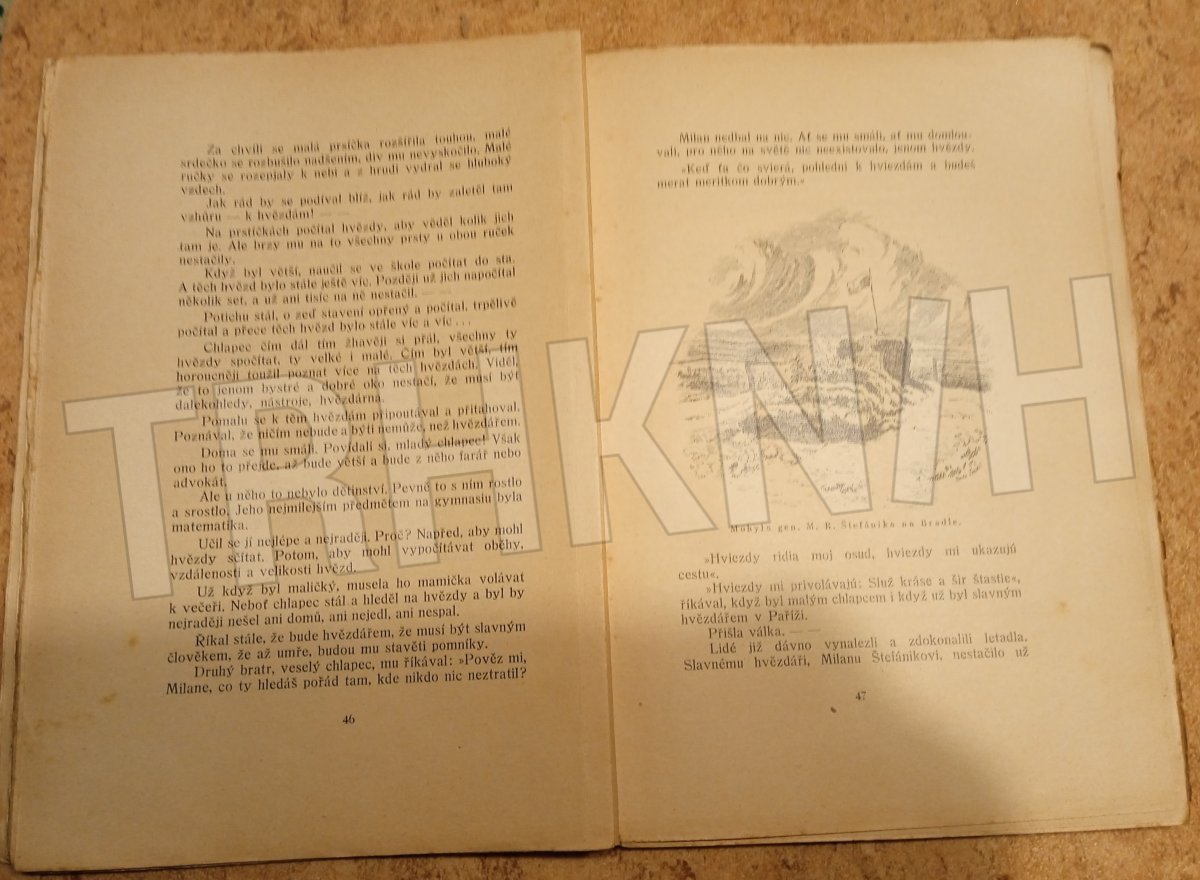 Za chvíli se malá prsíčka rozšířila touhou, malé
srdečko se rozbušilo nadšením, div mu nevyskočilo. Malé
ručky se rozepjaly k nebi a z hrudi vydral se hluboký
vzdech.
Jak rád by se podíval blíž, jak rád by zaletěl tam
vzhůru — k hvězdám! — —
Na prstíčkách počítal hvězdy, aby věděl kolik jich
tam je. Ale brzy mu na to všechny prsty u obou ruček
nestačily.
Když byl větší, naučil se ve škole počítat do sta.
A těch hvězd bylo stále ještě víc. Později už jich napočítal
několik set, a už ani tisíc na ně nestačil. —
Potichu stál, o zeď stavení opřený a počítal, trpělivě
počítal a přece těch hvězd bylo stále víc a víc ...
Chlapec čím dál tím žhavěji si přál, všechny ty
hvězdy spočítat, ty velké i malé. Čím byl větší, tím
horoucněji toužil poznat více na těch hvězdách. Viděl,
že to jenom bystré a dobré oko nestačí, že musí být
dalekohledy, nástroje, hvězdárna.
Pomalu se k těm hvězdám připoutával a přitahoval.
Poznával, že ničím nebude a býti nemůže, než hvězdářem.
Doma se mu smáli. Povídali si, mladý chlapec! Však
ono ho to přejde, až bude větší a bude z něho farář nebo
advokát.
Ale u něho to nebylo dětinství. Pevně to s ním rostlo
a srostlo. Jeho nejmilejším předmětem na gymnasiu byla
matematika.
Učil se jí nejlépe a nejraději. Proč? Napřed, aby mohl
hvězdy sčítat. Potom, aby mohl vypočítávat oběhy,
vzdálenosti a velikosti hvězd.
Už když byl maličký, musela ho mamička volávat
k večeři. Neboť chlapec stál a hleděl na hvězdy a byl by
nejraději nešel ani domů, ani nejedl, ani nespal.
Říkal stále, že bude hvězdářem, že musí být slavným
člověkem, že až umře, budou mu stavěti pomníky.
Druhý bratr, veselý chlapec, mu říkával: »Pověz mi,
Milane, co ty hledáš pořád tam, kde nikdo nic neztratil?
46
Milan nedbal na nic. Ať se mu smáli, ať mu domlou-
vali, pro něho na světě nic neexistovalo, jenom hvězdy.
»Keď ťa čo svierá, pohlední k hviezdám a budeš
merat meritkom dobrým.«
Mohyla gen. M. R. Štefánika na Bradle.
»Hviezdy ridia moj osud, hviezdy mi ukazujú
cestu«.
»Hviezdy mi privolávajú: Služ kráse a šir štastie«,
říkával, když byl malým chlapcem i když už byl slavným
hvězdářem v Paříži.
Přišla válka. — —
Lidé již dávno vynalezli a zdokonalili letadla.
Slavnému hvězdáři, Milanu Štefánikovi, nestačilo už
47
TRHKNIH